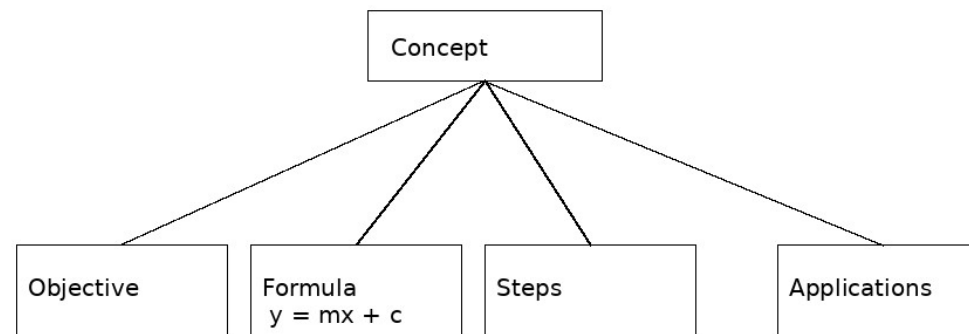 Concept
Objective
Formula
y = mx + c
Steps
Applications